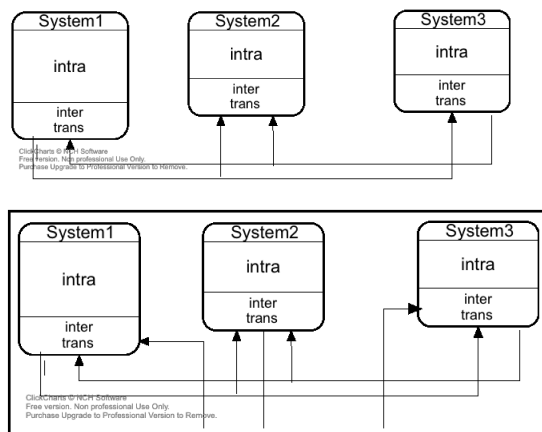 System1
intra
inter
trans
System2
intra
inter
trans
System3
intra
inter
trans
ClickCharts © NCH Software
Free version. Non professional Use Only.
Purchase Upgrade to Professional Version to Remove.
System1
intra
inter
trans
System2
intra
inter
trans
System3
intra
inter
trans
ClickCharts © NCH Software
Free version. Non professional Use Only.
Purchase Upgrade to Professional Version to Remove.